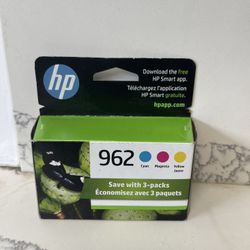 hp
Download the free
HP Smart app.
Téléchargez l'application
HP Smart gratuite.
hpapp.com
962
Cyan
Magenta
Yellow
Jaune
Save with 3-packs
Économisez avec 3 paquets